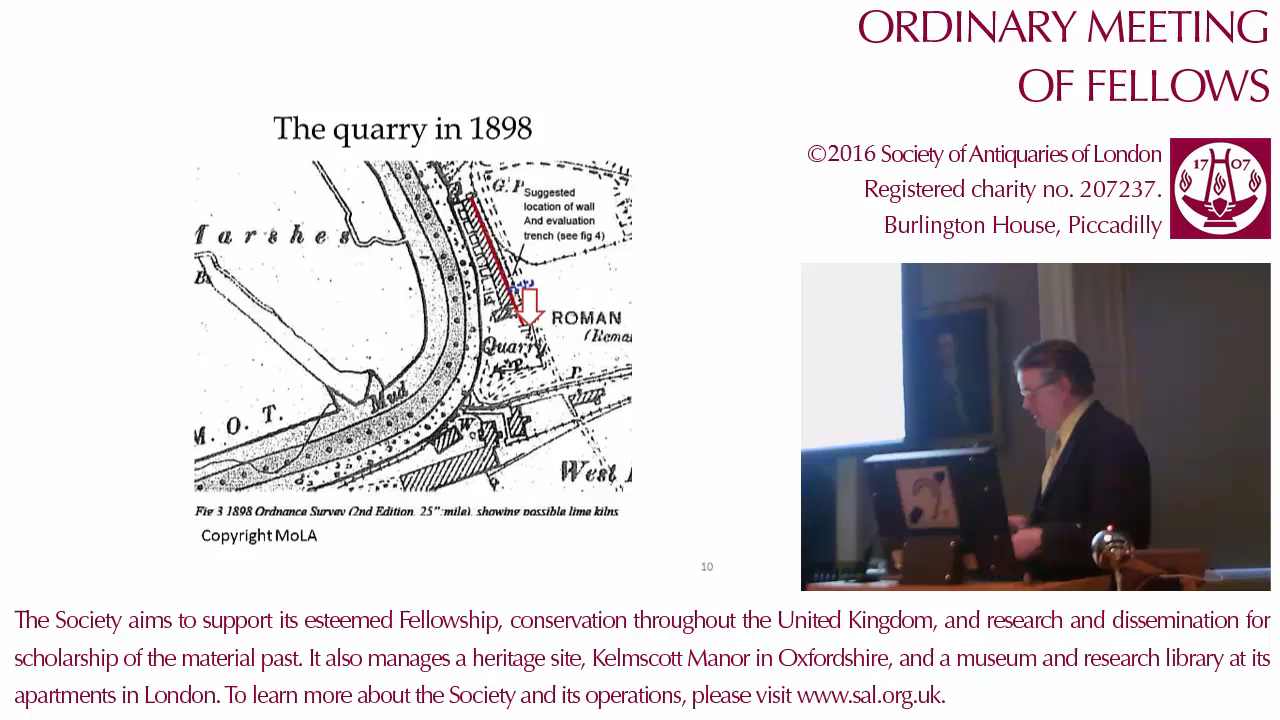 ORDINARY MEETING
OF FELLOWS
©2016 Society of Antiquaries of London
Registered charity no. 207237.
Burlington House, Piccadilly
17 07
The quarry in 1898
G.P
Suggested
location of wall
And evaluation
trench (see fig 4)
Marshes
ROMAN
Quarry
Mud
M.O.T.
W
West
Fig 3 1898 Ordnance Survey (2nd Edition, 25":mile), showing possible lime kilns
Copyright MoLA
10
The Society aims to support its esteemed Fellowship, conservation throughout the United Kingdom, and research and dissemination for
scholarship of the material past. It also manages a heritage site, Kelmscott Manor in Oxfordshire, and a museum and research library at its
apartments in London. To learn more about the Society and its operations, please visit www.sal.org.uk.